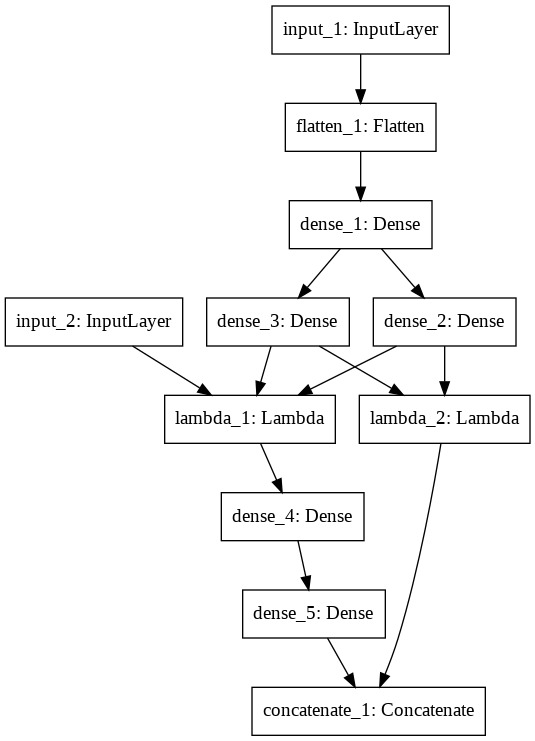 input_1: InputLayer
flatten_1: Flatten
dense_1: Dense
input_2: InputLayer
dense_3: Dense
dense_2: Dense
lambda_1: Lambda
lambda_2: Lambda
dense_4: Dense
dense_5: Dense
concatenate_1: Concatenate